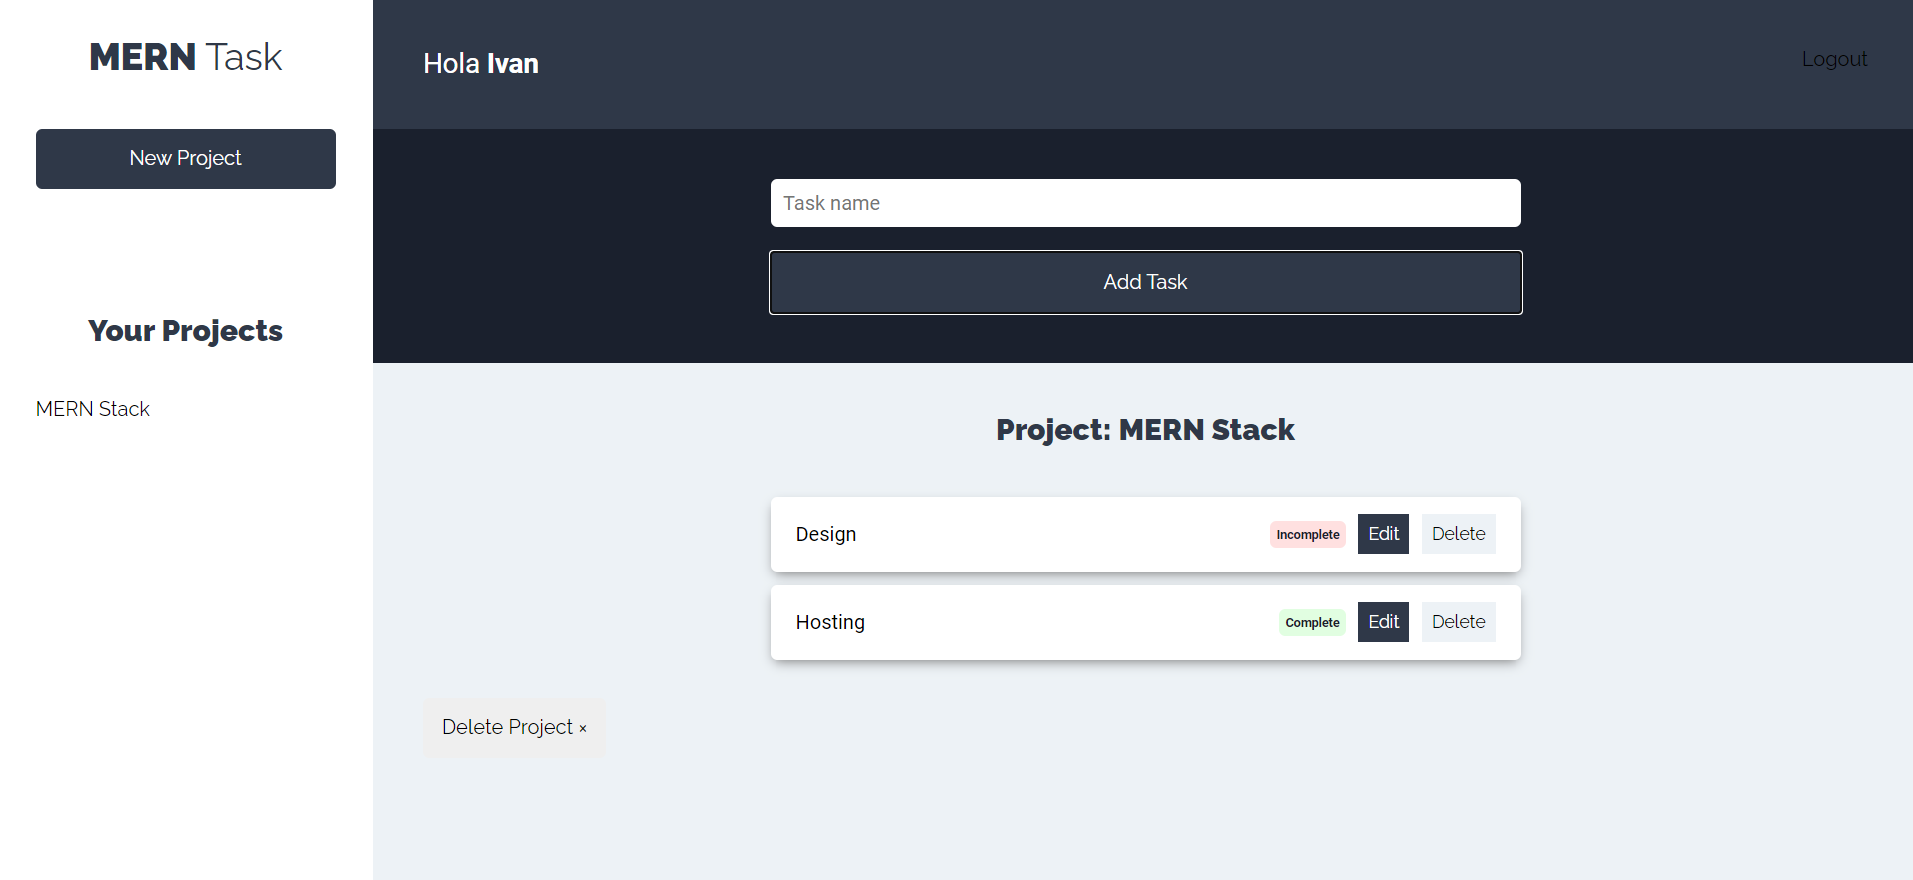 MERN Task
New Project
Your Projects
MERN Stack
Hola Ivan
Logout
Task name
Add Task
Project: MERN Stack
Design Incomplete Edit Delete
Hosting Complete Edit Delete
Delete Project ×